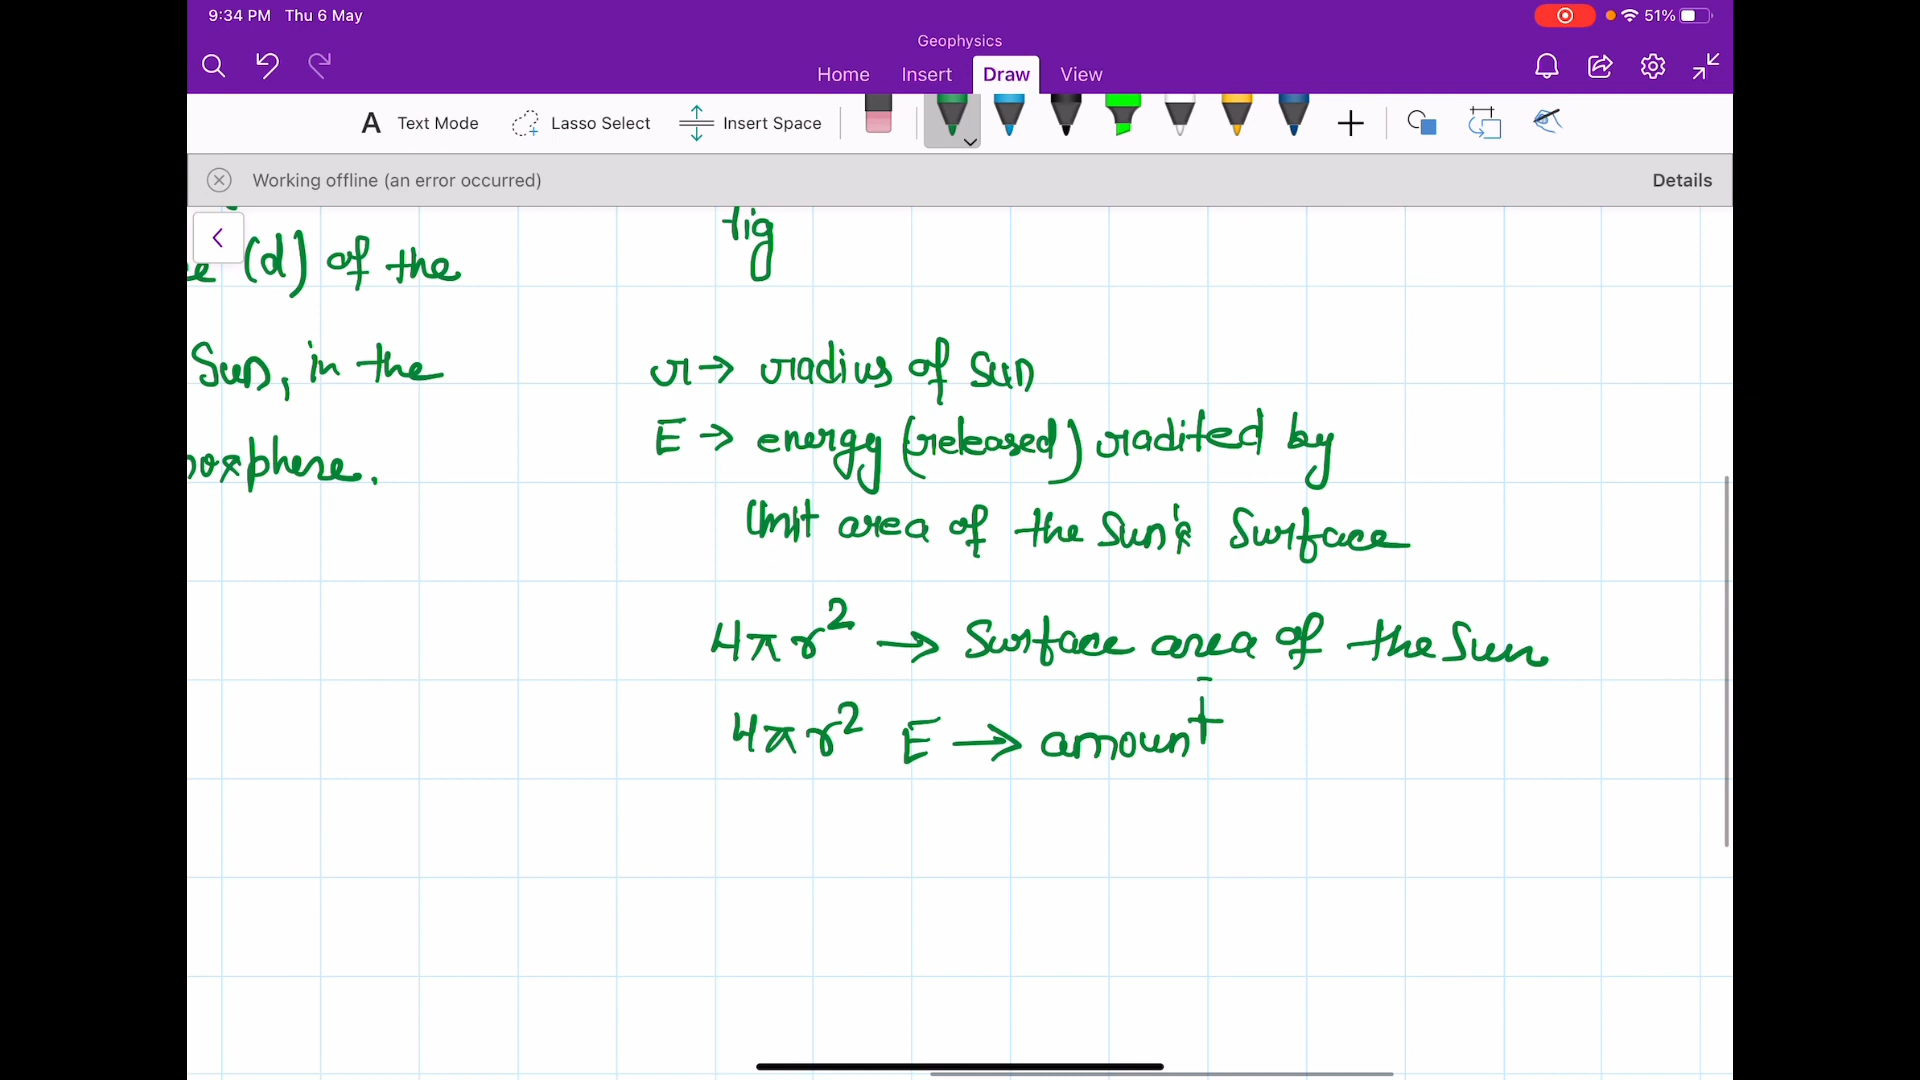 9:34 PM Thu 6 May
51%
Geophysics
Home Insert Draw View
Text Mode Lasso Select Insert Space
Working offline (an error occurred)
Details
fig
(d) of the
Sun, in the
r → radius of Sun
E → energy (released) radited by
Unit area of the Sun's Surface
4πr² → Surface area of the Sun
4πr² E → amount